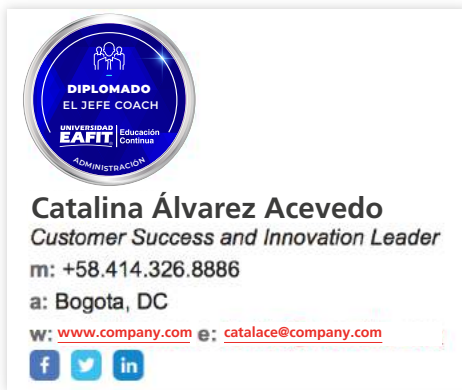 DIPLOMADO
EL JEFE COACH
UNIVERSIDAD
EAFIT
Educación
Continua
ADMINISTRACIÓN
Catalina Álvarez Acevedo
Customer Success and Innovation Leader
m: +58.414.326.8886
a: Bogota, DC
w: www.company.com e: catalace@company.com
f in